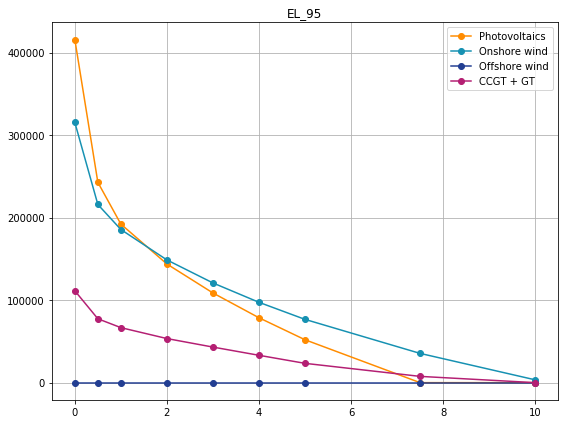 EL_95
Photovoltaics
Onshore wind
Offshore wind
CCGT + GT
400000
300000
200000
100000
0
0 2 4 6 8 10